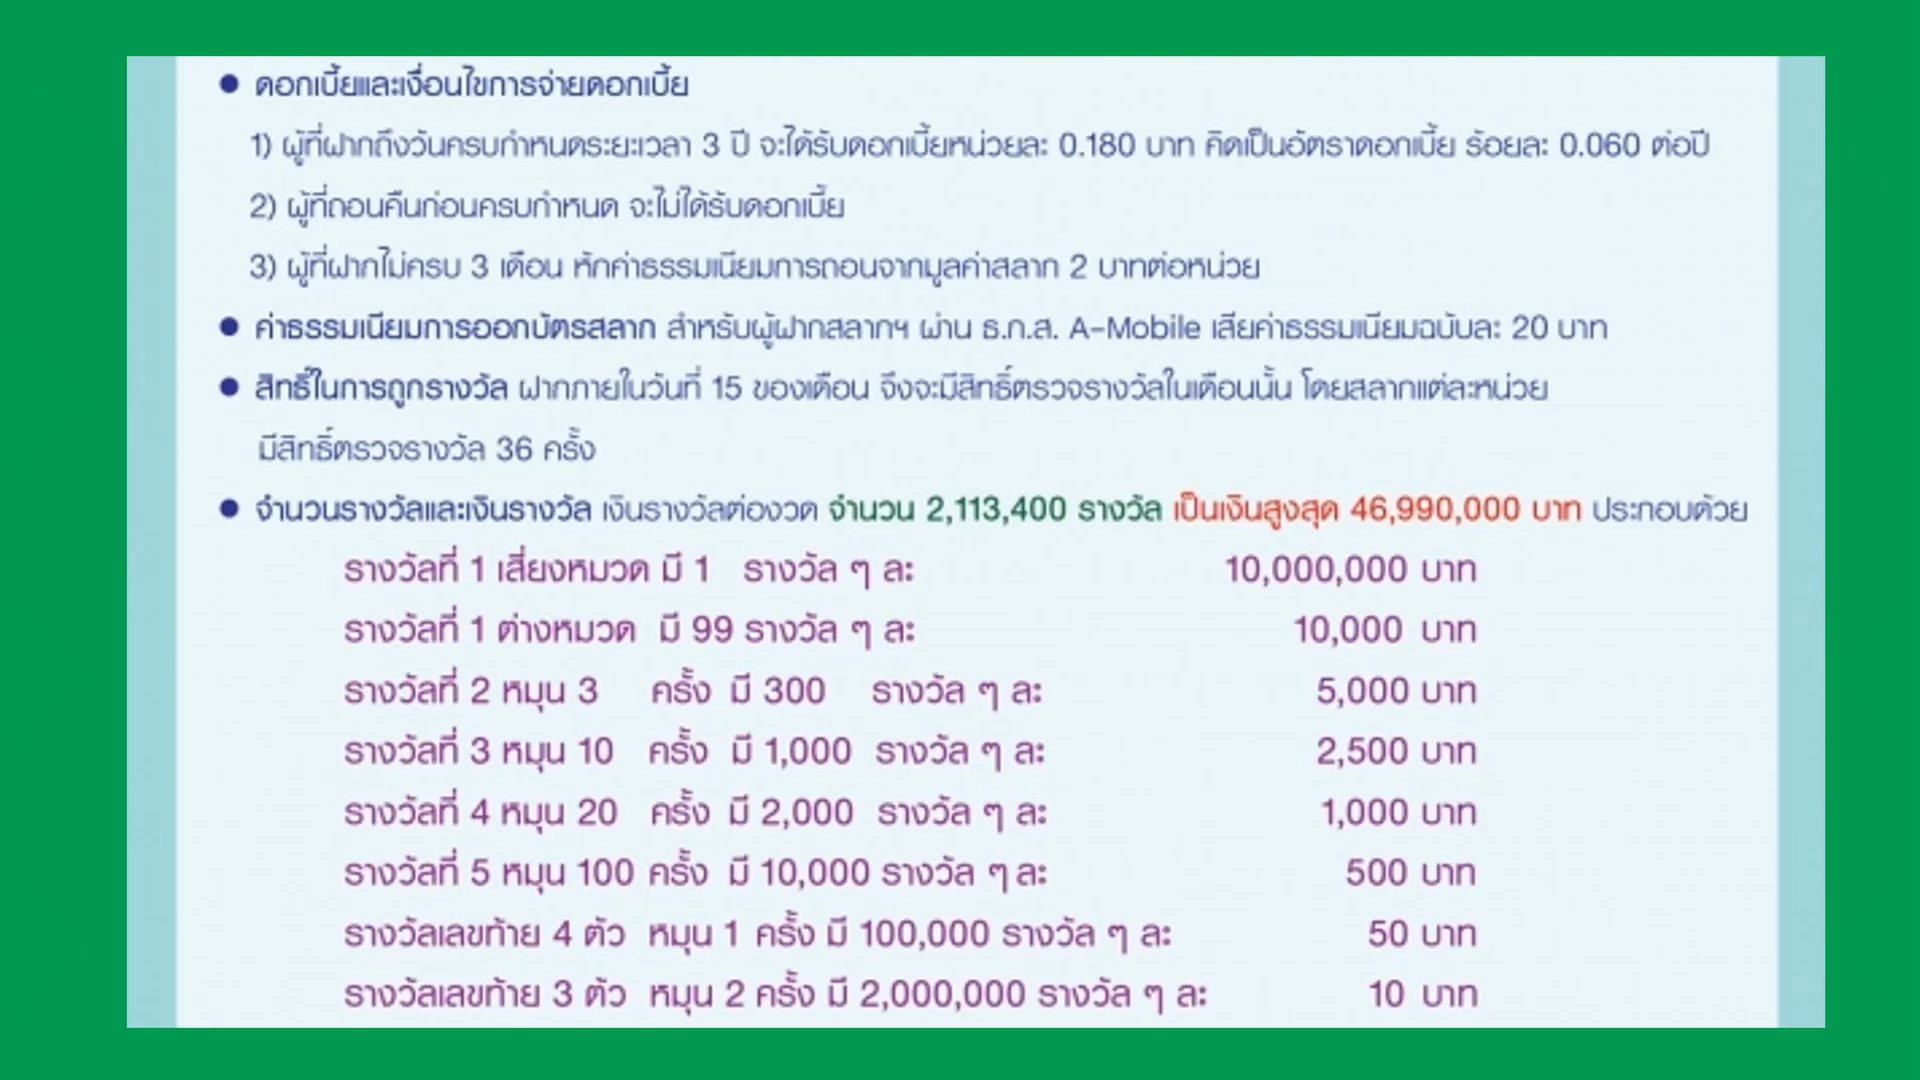 ● ดอกเบี้ยและเงื่อนไขการจ่ายดอกเบี้ย
1) ผู้ที่ฝากถึงวันครบกำหนดระยะเวลา 3 ปี จะได้รับดอกเบี้ยหน่วยละ 0.180 บาท คิดเป็นอัตราดอกเบี้ย ร้อยละ 0.060 ต่อปี
2) ผู้ที่ถอนคืนก่อนครบกำหนด จะไม่ได้รับดอกเบี้ย
3) ผู้ที่ฝากไม่ครบ 3 เดือน หักค่าธรรมเนียมการถอนจากมูลค่าสลาก 2 บาทต่อหน่วย
● ค่าธรรมเนียมการออกบัตรสลาก สำหรับผู้ฝากสลากฯ ผ่าน ธ.ก.ส. A-Mobile เสียค่าธรรมเนียมฉบับละ 20 บาท
● สิทธิ์ในการถูกรางวัล ฝากภายในวันที่ 15 ของเดือน จึงจะมีสิทธิ์ตรวจรางวัลในเดือนนั้น โดยสลากแต่ละหน่วย
มีสิทธิ์ตรวจรางวัล 36 ครั้ง
● จำนวนรางวัลและเงินรางวัล เงินรางวัลต่องวด จำนวน 2,113,400 รางวัล เป็นเงินสูงสุด 46,990,000 บาท ประกอบด้วย
รางวัลที่ 1 เสี่ยงหมวด มี 1 รางวัล ๆ ละ 10,000,000 บาท
รางวัลที่ 1 ต่างหมวด มี 99 รางวัล ๆ ละ 10,000 บาท
รางวัลที่ 2 หมุน 3 ครั้ง มี 300 รางวัล ๆ ละ 5,000 บาท
รางวัลที่ 3 หมุน 10 ครั้ง มี 1,000 รางวัล ๆ ละ 2,500 บาท
รางวัลที่ 4 หมุน 20 ครั้ง มี 2,000 รางวัล ๆ ละ 1,000 บาท
รางวัลที่ 5 หมุน 100 ครั้ง มี 10,000 รางวัล ๆ ละ 500 บาท
รางวัลเลขท้าย 4 ตัว หมุน 1 ครั้ง มี 100,000 รางวัล ๆ ละ 50 บาท
รางวัลเลขท้าย 3 ตัว หมุน 2 ครั้ง มี 2,000,000 รางวัล ๆ ละ 10 บาท